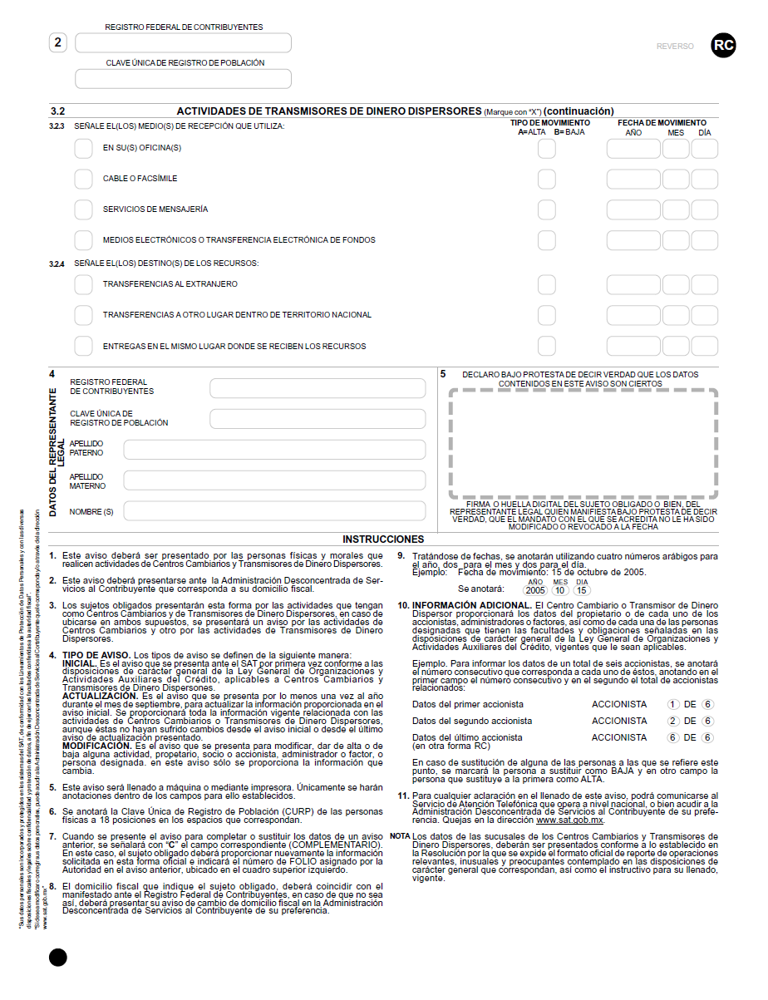 REGISTRO FEDERAL DE CONTRIBUYENTES
2
CLAVE ÚNICA DE REGISTRO DE POBLACIÓN
REVERSO
RC
3.2 ACTIVIDADES DE TRANSMISORES DE DINERO DISPERSORES (Marque con “X”) (continuación)
3.2.3 SEÑALE EL(LOS) MEDIO(S) DE RECEPCIÓN QUE UTILIZA:
TIPO DE MOVIMIENTO
A=ALTA B=BAJA
FECHA DE MOVIMIENTO
AÑO MES DÍA
EN SU(S) OFICINA(S)
CABLE O FACSÍMILE
SERVICIOS DE MENSAJERÍA
MEDIOS ELECTRÓNICOS O TRANSFERENCIA ELECTRÓNICA DE FONDOS
3.2.4 SEÑALE EL(LOS) DESTINO(S) DE LOS RECURSOS:
TRANSFERENCIAS AL EXTRANJERO
TRANSFERENCIAS A OTRO LUGAR DENTRO DE TERRITORIO NACIONAL
ENTREGAS EN EL MISMO LUGAR DONDE SE RECIBEN LOS RECURSOS
4
DATOS DEL REPRESENTANTE
LEGAL
REGISTRO FEDERAL
DE CONTRIBUYENTES
CLAVE ÚNICA DE
REGISTRO DE POBLACIÓN
APELLIDO
PATERNO
APELLIDO
MATERNO
NOMBRE (S)
5 DECLARO BAJO PROTESTA DE DECIR VERDAD QUE LOS DATOS
CONTENIDOS EN ESTE AVISO SON CIERTOS
FIRMA O HUELLA DIGITAL DEL SUJETO OBLIGADO O BIEN, DEL
REPRESENTANTE LEGAL QUIEN MANIFIESTA BAJO PROTESTA DE DECIR
VERDAD, QUE EL MANDATO CON EL QUE SE ACREDITA NO LE HA SIDO
MODIFICADO O REVOCADO A LA FECHA
INSTRUCCIONES
1. Este aviso deberá ser presentado por las personas físicas y morales que
realicen actividades de Centros Cambiarios y Transmisores de Dinero Dispersores.
2. Este aviso deberá presentarse ante la Administración Desconcentrada de Ser-
vicios al Contribuyente que corresponda a su domicilio fiscal.
3. Los sujetos obligados presentarán esta forma por las actividades que tengan
como Centros Cambiarios y de Transmisores de Dinero Dispersores, en caso de
ubicarse en ambos supuestos, se presentará un aviso por las actividades de
Centros Cambiarios y otro por las actividades de Transmisores de Dinero
Dispersores.
4. TIPO DE AVISO. Los tipos de aviso se definen de la siguiente manera:
INICIAL. Es el aviso que se presenta ante el SAT por primera vez conforme a las
disposiciones de carácter general de la Ley General de Organizaciones y
Actividades Auxiliares del Crédito, aplicables a Centros Cambiarios y
Transmisores de Dinero Dispersones.
ACTUALIZACIÓN. Es el aviso que se presenta por lo menos una vez al año
durante el mes de septiembre, para actualizar la información proporcionada en el
aviso inicial. Se proporcionará toda la información vigente relacionada con las
actividades de Centros Cambiarios o Transmisores de Dinero Dispersores,
aunque éstas no hayan sufrido cambios desde el aviso inicial o desde el último
aviso de actualización presentado.
MODIFICACIÓN. Es el aviso que se presenta para modificar, dar de alta o de
baja alguna actividad, propetario, socio o accionista, administrador o factor, o
persona designada. en este aviso sólo se proporciona la información que
cambia.
5. Este aviso será llenado a máquina o mediante impresora. Únicamente se harán
anotaciones dentro de los campos para ello establecidos.
6. Se anotará la Clave Única de Registro de Población (CURP) de las personas
físicas a 18 posiciones en los espacios que correspondan.
7. Cuando se presente el aviso para completar o sustituir los datos de un aviso
anterior, se señalará con “C” el campo correspondiente (COMPLEMENTARIO).
En este caso, el sujeto obligado deberá proporcionar nuevamente la información
solicitada en esta forma oficial e indicará el número de FOLIO asignado por la
Autoridad en el aviso anterior, ubicado en el cuadro superior izquierdo.
8. El domicilio fiscal que indique el sujeto obligado, deberá coincidir con el
manifestado ante el Registro Federal de Contribuyentes, en caso de que no sea
así, deberá presentar su aviso de cambio de domicilio fiscal en la Administración
Desconcentrada de Servicios al Contribuyente de su preferencia.
9. Tratándose de fechas, se anotarán utilizando cuatro números arábigos para
el año, dos para el mes y dos para el día.
Ejemplo: Fecha de movimiento: 15 de octubre de 2005.
AÑO MES DIA
Se anotará: 2005 10 15
10. INFORMACIÓN ADICIONAL. El Centro Cambiario o Transmisor de Dinero
Dispersor proporcionará los datos del propietario o de cada uno de los
accionistas, administradores o factores, así como de cada una de las personas
designadas que tienen las facultades y obligaciones señaladas en las
disposiciones de carácter general de la Ley General de Organizaciones y
Actividades Auxiliares del Crédito, vigentes que le sean aplicables.
Ejemplo. Para informar los datos de un total de seis accionistas, se anotará
el número consecutivo que corresponda a cada uno de éstos, anotando en el
primer campo el número consecutivo y en el segundo el total de accionistas
relacionados:
Datos del primer accionista ACCIONISTA 1 DE 6
Datos del segundo accionista ACCIONISTA 2 DE 6
Datos del último accionista ACCIONISTA 6 DE 6
(en otra forma RC)
En caso de sustitución de alguna de las personas a las que se refiere este
punto, se marcará la persona a sustituir como BAJA y en otro campo la
persona que sustituye a la primera como ALTA.
11. Para cualquier aclaración en el llenado de este aviso, podrá comunicarse al
Servicio de Atención Telefónica que opera a nivel nacional, o bien acudir a la
Administración Desconcentrada de Servicios al Contribuyente de su prefe-
rencia. Quejas en la dirección www.sat.gob.mx.
NOTA Los datos de las sucusales de los Centros Cambiarios y Transmisores de
Dinero Dispersores, deberán ser presentados conforme a lo establecido en
la Resolución por la que se expide el formato oficial de reporte de operaciones
relevantes, inusuales y preocupantes contemplado en las disposiciones de
carácter general que correspondan, así como el instructivo para su llenado,
vigente.
"Sus datos personales son incorporados y protegidos en los sistemas del SAT, de conformidad con los Lineamientos de Protección de Datos Personales y con las diversas
disposiciones fiscales y legales sobre confidencialidad y protección de datos, a fin de ejercer las facultades conferidas a la autoridad fiscal".
"Si desea modificar o corregir sus datos personales, puede acudir a la Administración Desconcentrada de Servicios al Contribuyente que le corresponda y/o a través de la dirección
www.sat.gob.mx"